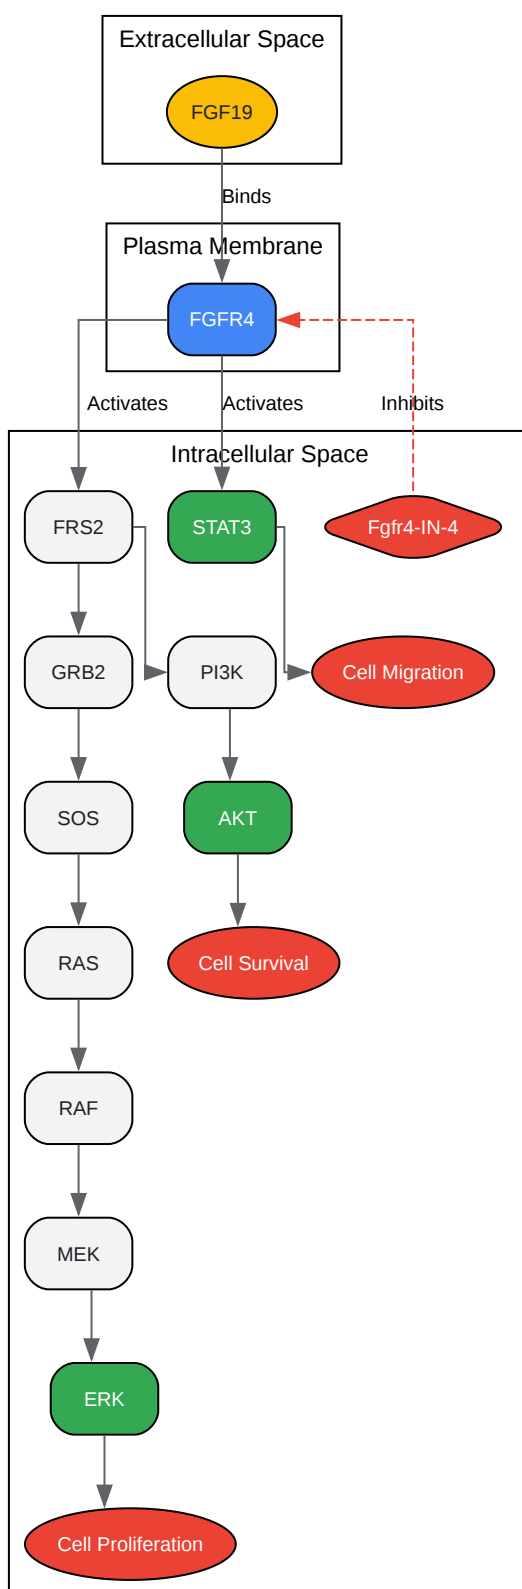 Extracellular Space
FGF19
Binds
Plasma Membrane
FGFR4
Activates
Activates
Inhibits
Intracellular Space
FRS2
STAT3
Fgfr4-IN-4
GRB2
PI3K
Cell Migration
SOS
AKT
RAS
Cell Survival
RAF
MEK
ERK
Cell Proliferation